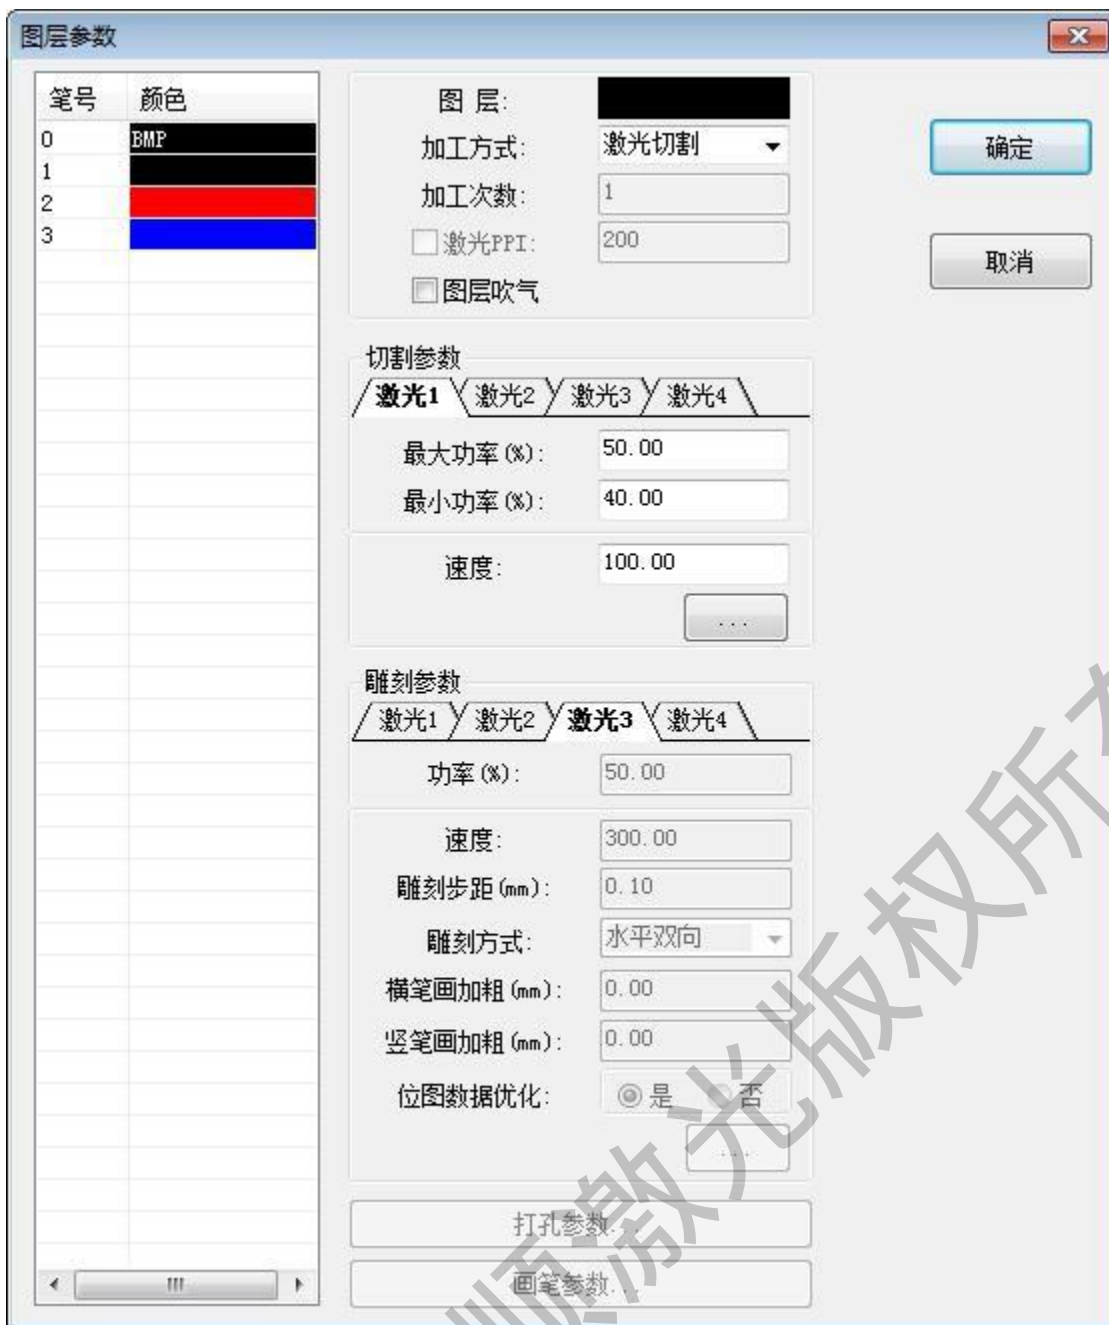 图层参数
笔号 颜色
0 BMP
1
2
3
图 层:
加工方式: 激光切割
加工次数: 1
激光PPI: 200
图层吹气
确定
取消
切割参数
激光1 激光2 激光3 激光4
最大功率(%): 50.00
最小功率(%): 40.00
速度: 100.00
...
雕刻参数
激光1 激光2 激光3 激光4
功率(%): 50.00
速度: 300.00
雕刻步距(mm): 0.10
雕刻方式: 水平双向
横笔画加粗(mm): 0.00
竖笔画加粗(mm): 0.00
位图数据优化: 是 否
...
打孔参数...
画笔参数...
顺激光版权所有